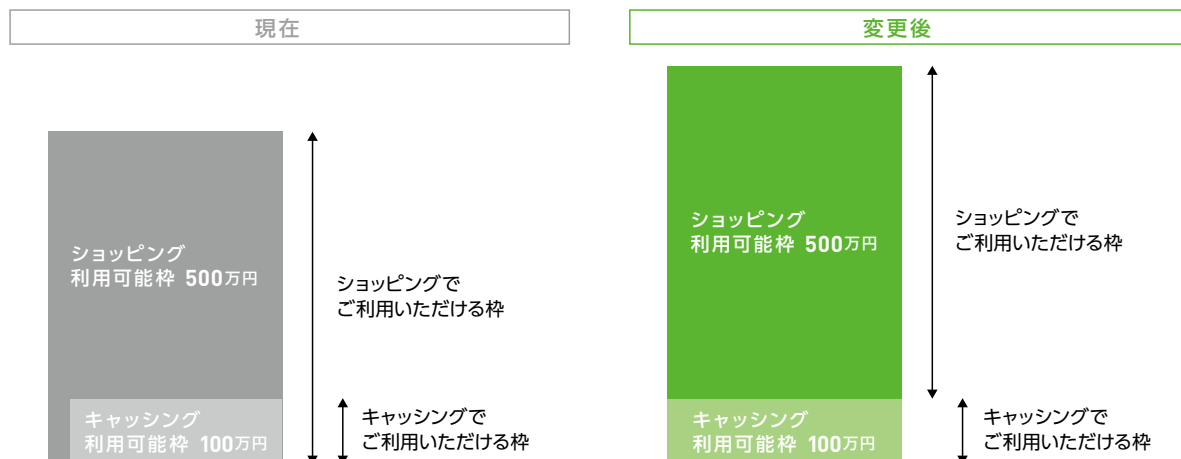 現在
ショッピング
利用可能枠 500万円
ショッピングで
ご利用いただける枠
キャッシング
利用可能枠 100万円
キャッシングで
ご利用いただける枠
変更後
ショッピング
利用可能枠 500万円
ショッピングで
ご利用いただける枠
キャッシング
利用可能枠 100万円
キャッシングで
ご利用いただける枠